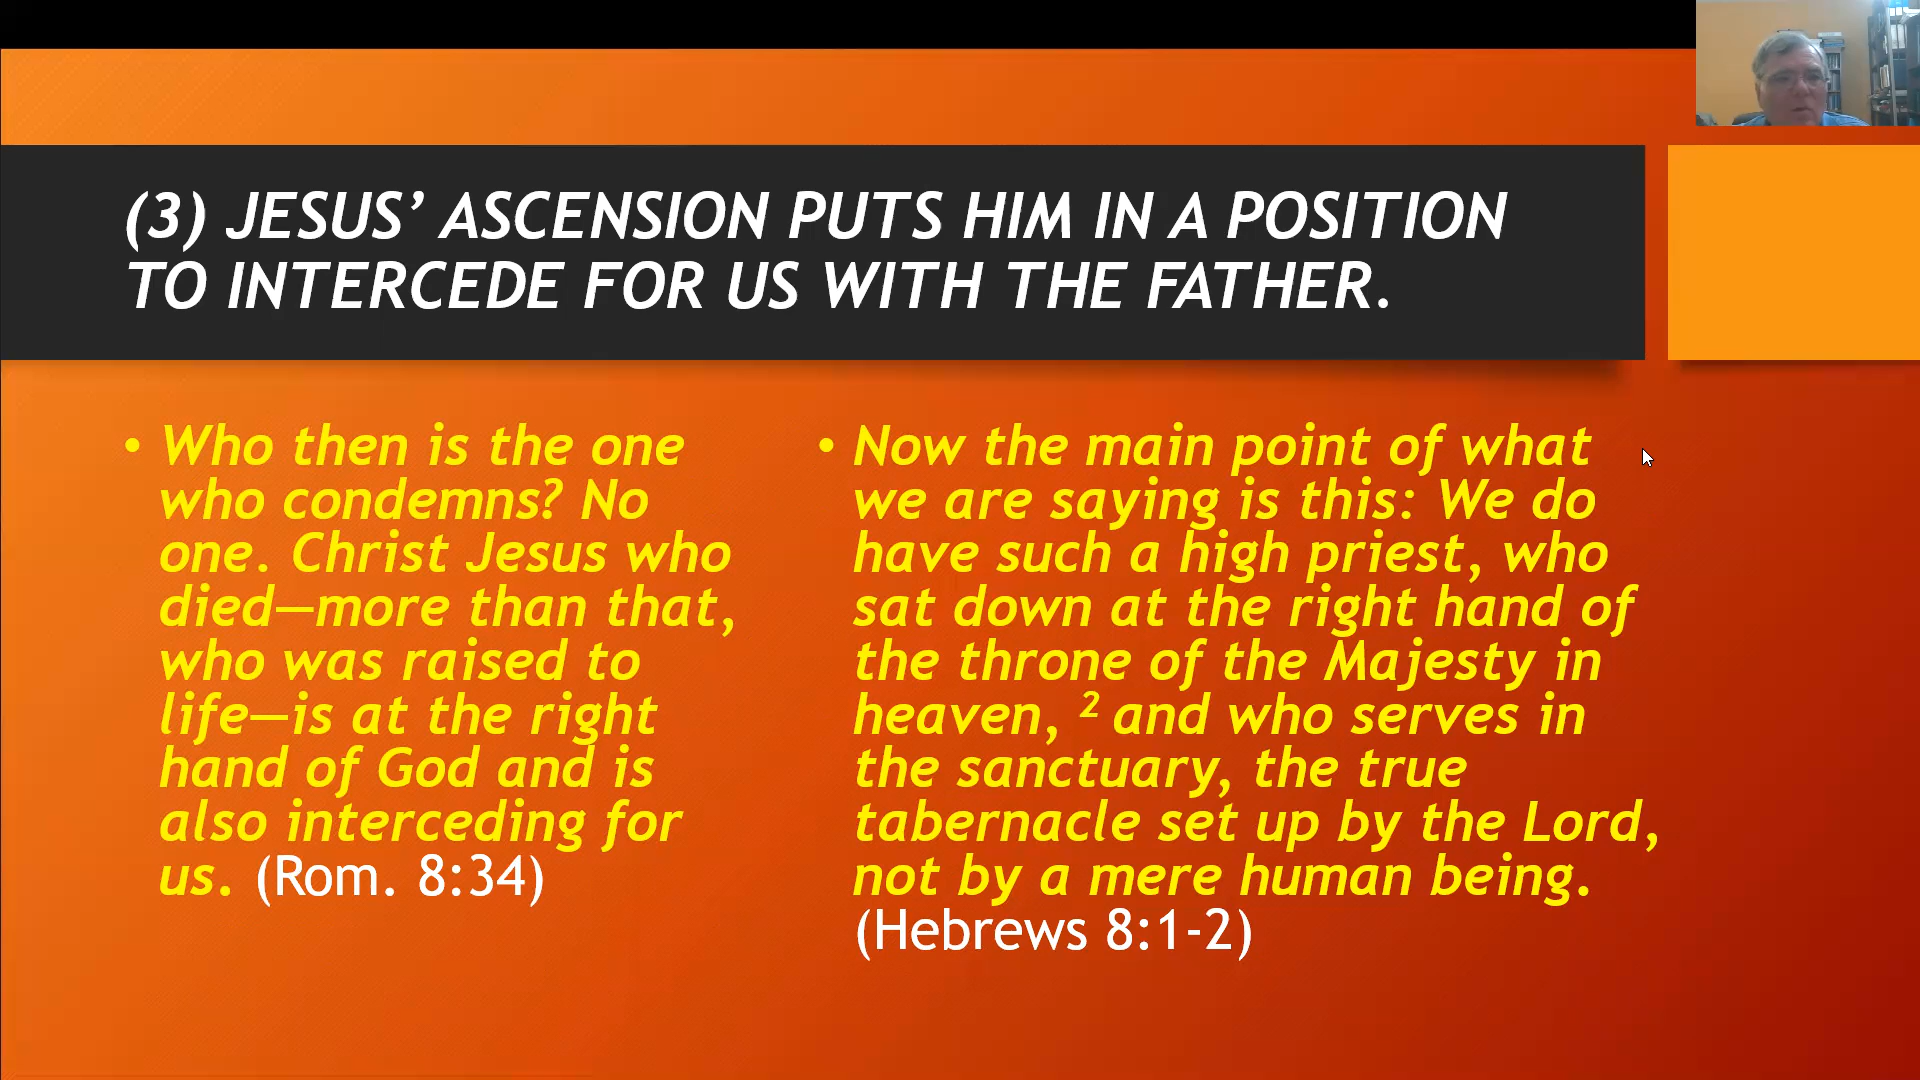 (3) JESUS’ ASCENSION PUTS HIM IN A POSITION
TO INTERCEDE FOR US WITH THE FATHER.
• Who then is the one
who condemns? No
one. Christ Jesus who
died—more than that,
who was raised to
life—is at the right
hand of God and is
also interceding for
us. (Rom. 8:34)
• Now the main point of what
we are saying is this: We do
have such a high priest, who
sat down at the right hand of
the throne of the Majesty in
heaven, ² and who serves in
the sanctuary, the true
tabernacle set up by the Lord,
not by a mere human being.
(Hebrews 8:1-2)